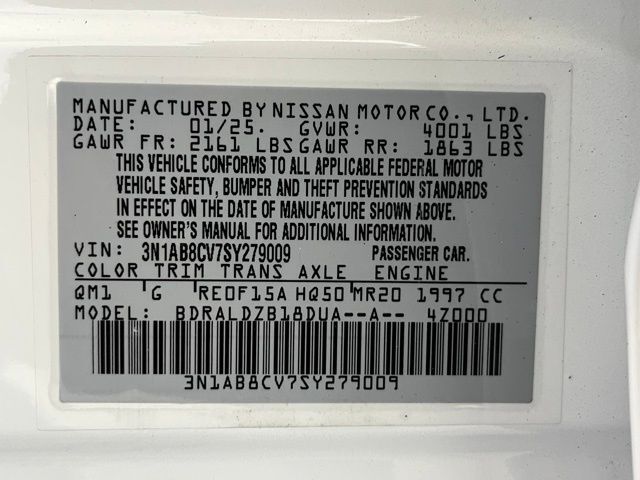 MANUFACTURED BY NISSAN MOTOR CO., LTD.
DATE: 01/25. GVWR: 4001 LBS
GAWR FR: 2161 LBS GAWR RR: 1863 LBS
THIS VEHICLE CONFORMS TO ALL APPLICABLE FEDERAL MOTOR
VEHICLE SAFETY, BUMPER AND THEFT PREVENTION STANDARDS
IN EFFECT ON THE DATE OF MANUFACTURE SHOWN ABOVE.
SEE OWNER'S MANUAL FOR ADDITIONAL INFORMATION.
VIN: 3N1AB8CV7SY279009 PASSENGER CAR.
COLOR TRIM TRANS AXLE ENGINE
QM1 G RE0F15A HQ50 MR20 1997 CC
MODEL: BDRALDZB18DUA--A-- 4Z000
3N1AB8CV7SY279009